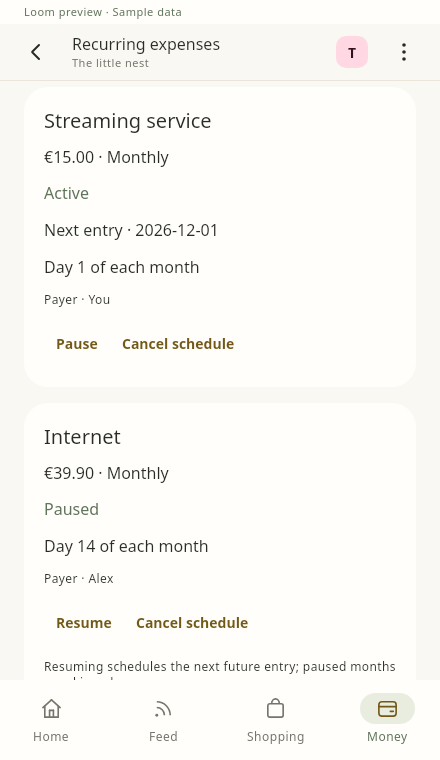 Loom preview · Sample data
Recurring expenses
The little nest
T
Streaming service
€15.00 · Monthly
Active
Next entry · 2026-12-01
Day 1 of each month
Payer · You
Pause Cancel schedule
Internet
€39.90 · Monthly
Paused
Day 14 of each month
Payer · Alex
Resume Cancel schedule
Resuming schedules the next future entry; paused months
Home Feed Shopping Money